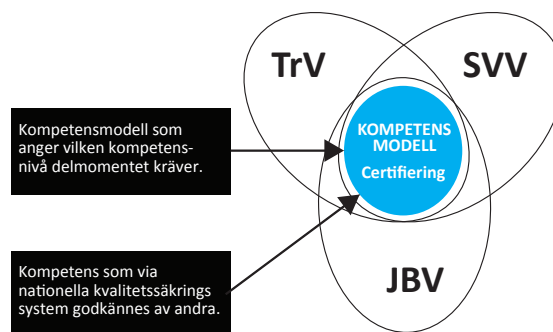 TrV
SVV
Kompetensmodell som
anger vilken kompetens-
nivå delmomentet kräver.
KOMPETENS
MODELL
Certifiering
Kompetens som via
nationella kvalitetssäkrings
system godkännes av andra.
JBV